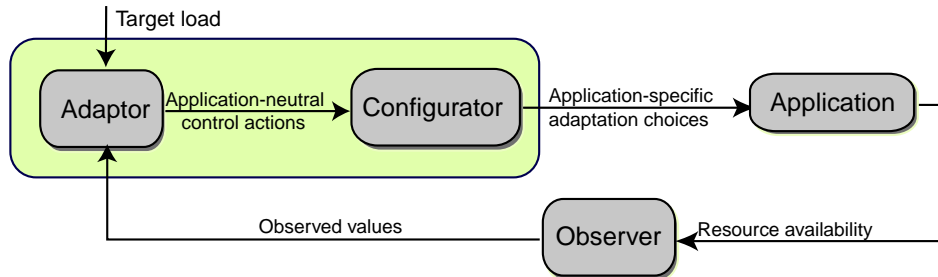 Target load
Adaptor
Application-neutral
control actions
Configurator
Application-specific
adaptation choices
Application
Observed values
Observer
Resource availability